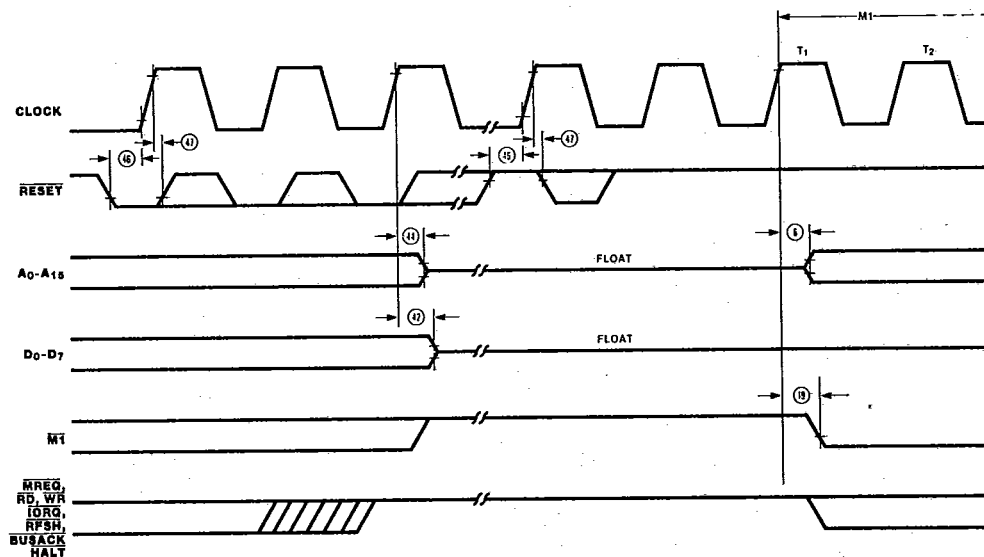 M1
T1
T2
CLOCK
46
47
45
47
RESET
44
6
A0-A15
FLOAT
42
D0-D7
FLOAT
19
M1
MREQ,
RD, WR
IORQ,
RFSH,
BUSACK
HALT